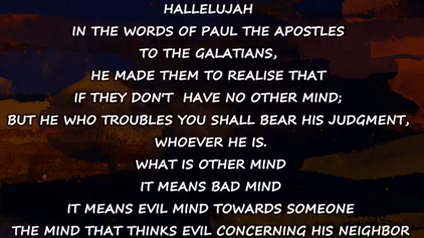 HALLELUJAH
IN THE WORDS OF PAUL THE APOSTLES
TO THE GALATIANS,
HE MADE THEM TO REALISE THAT
IF THEY DON'T HAVE NO OTHER MIND;
BUT HE WHO TROUBLES YOU SHALL BEAR HIS JUDGMENT,
WHOEVER HE IS.
WHAT IS OTHER MIND
IT MEANS BAD MIND
IT MEANS EVIL MIND TOWARDS SOMEONE
THE MIND THAT THINKS EVIL CONCERNING HIS NEIGHBOR